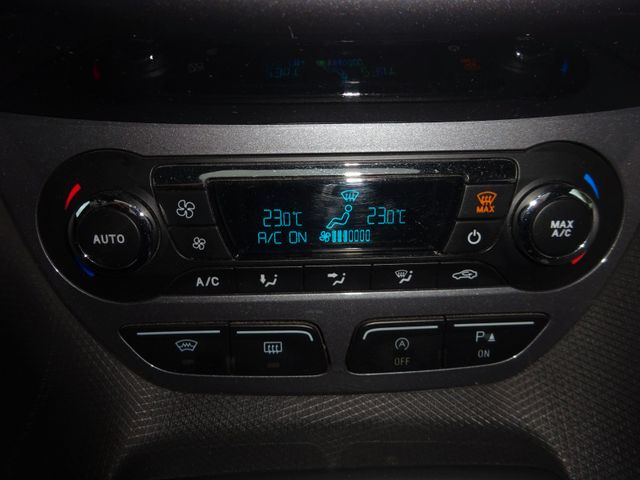 AUTO
23.0°C 23.0°C
A/C ON
MAX
MAX
A/C
A/C
A
OFF
P
ON